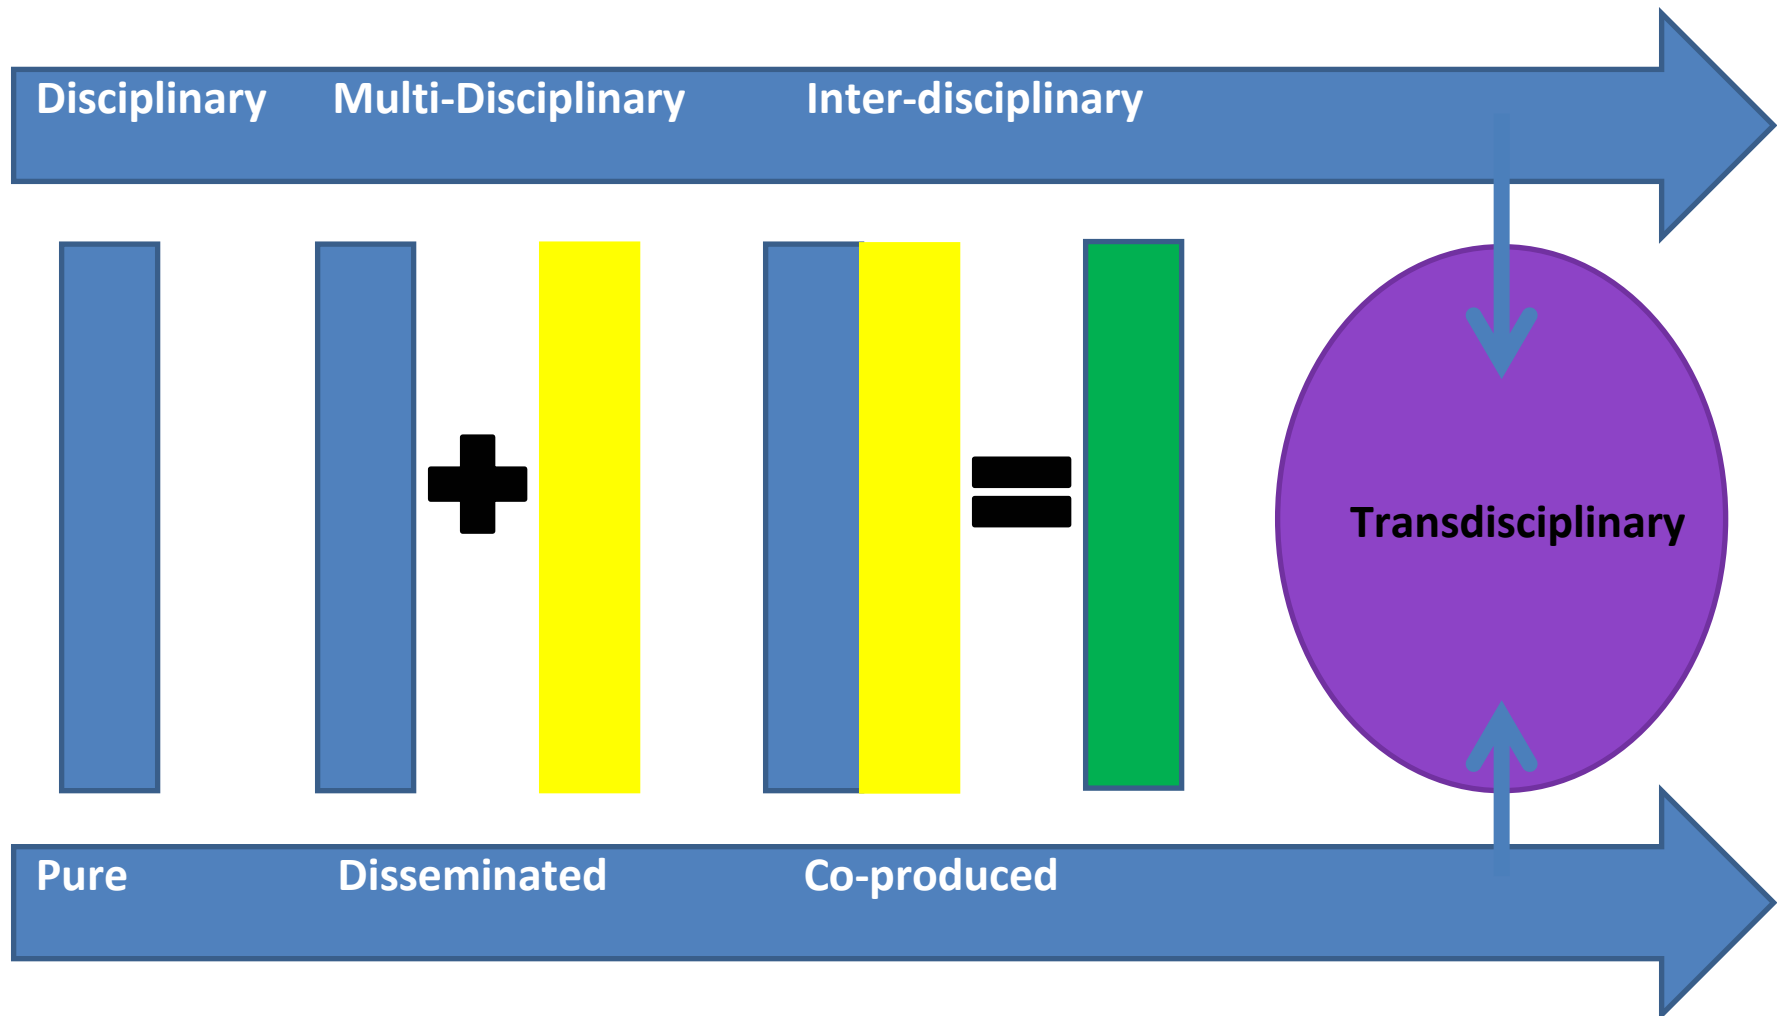 Disciplinary Multi-Disciplinary Inter-disciplinary
Transdisciplinary
Pure Disseminated Co-produced